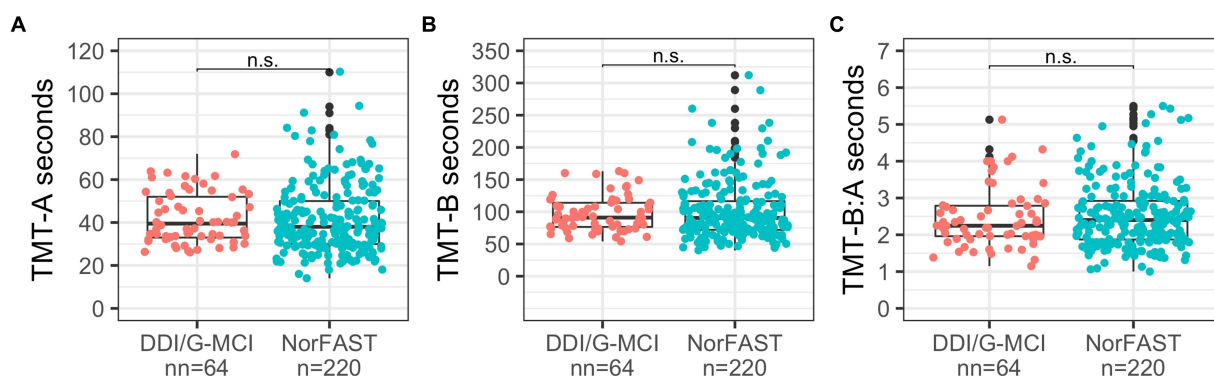 A
TMT-A seconds
120
100
80
60
40
20
0
n.s.
DDI/G-MCI NorFAST
nn=64 n=220
B
TMT-B seconds
350
300
250
200
150
100
50
0
n.s.
DDI/G-MCI NorFAST
nn=64 n=220
C
TMT-B:A seconds
7
6
5
4
3
2
1
0
n.s.
DDI/G-MCI NorFAST
nn=64 n=220